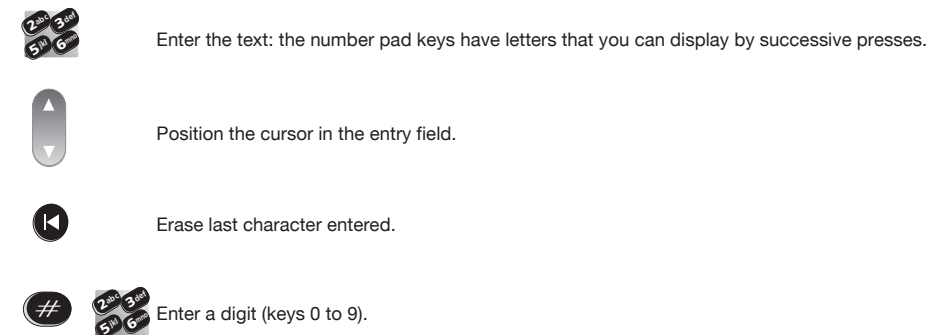 2abc 3def
5jkl 6mno
Enter the text: the number pad keys have letters that you can display by successive presses.
Position the cursor in the entry field.
Erase last character entered.
#
2abc 3def
5jkl 6mno
Enter a digit (keys 0 to 9).